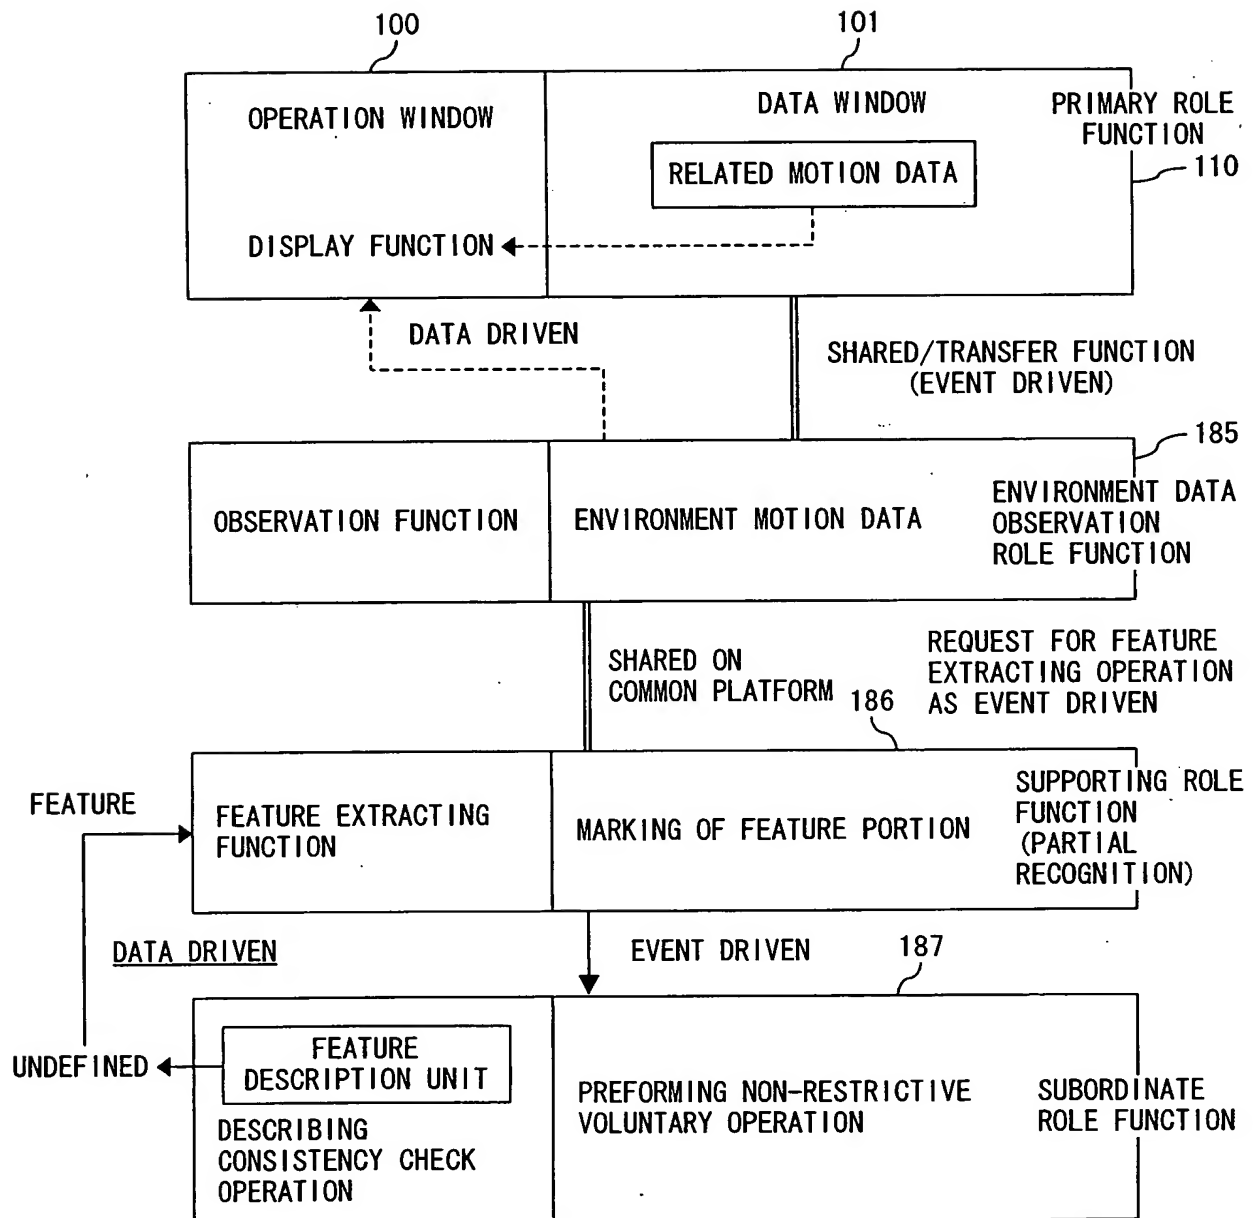 100
101
OPERATION WINDOW
DATA WINDOW
PRIMARY ROLE
FUNCTION
110
RELATED MOTION DATA
DISPLAY FUNCTION
DATA DRIVEN
SHARED/TRANSFER FUNCTION
(EVENT DRIVEN)
185
OBSERVATION FUNCTION
ENVIRONMENT MOTION DATA
ENVIRONMENT DATA
OBSERVATION
ROLE FUNCTION
SHARED ON
COMMON PLATFORM
REQUEST FOR FEATURE
EXTRACTING OPERATION
AS EVENT DRIVEN
186
FEATURE
FEATURE EXTRACTING
FUNCTION
MARKING OF FEATURE PORTION
SUPPORTING ROLE
FUNCTION
(PARTIAL
RECOGNITION)
DATA DRIVEN
EVENT DRIVEN
187
UNDEFINED
FEATURE
DESCRIPTION UNIT
DESCRIBING
CONSISTENCY CHECK
OPERATION
PREFORMING NON-RESTRICTIVE
VOLUNTARY OPERATION
SUBORDINATE
ROLE FUNCTION